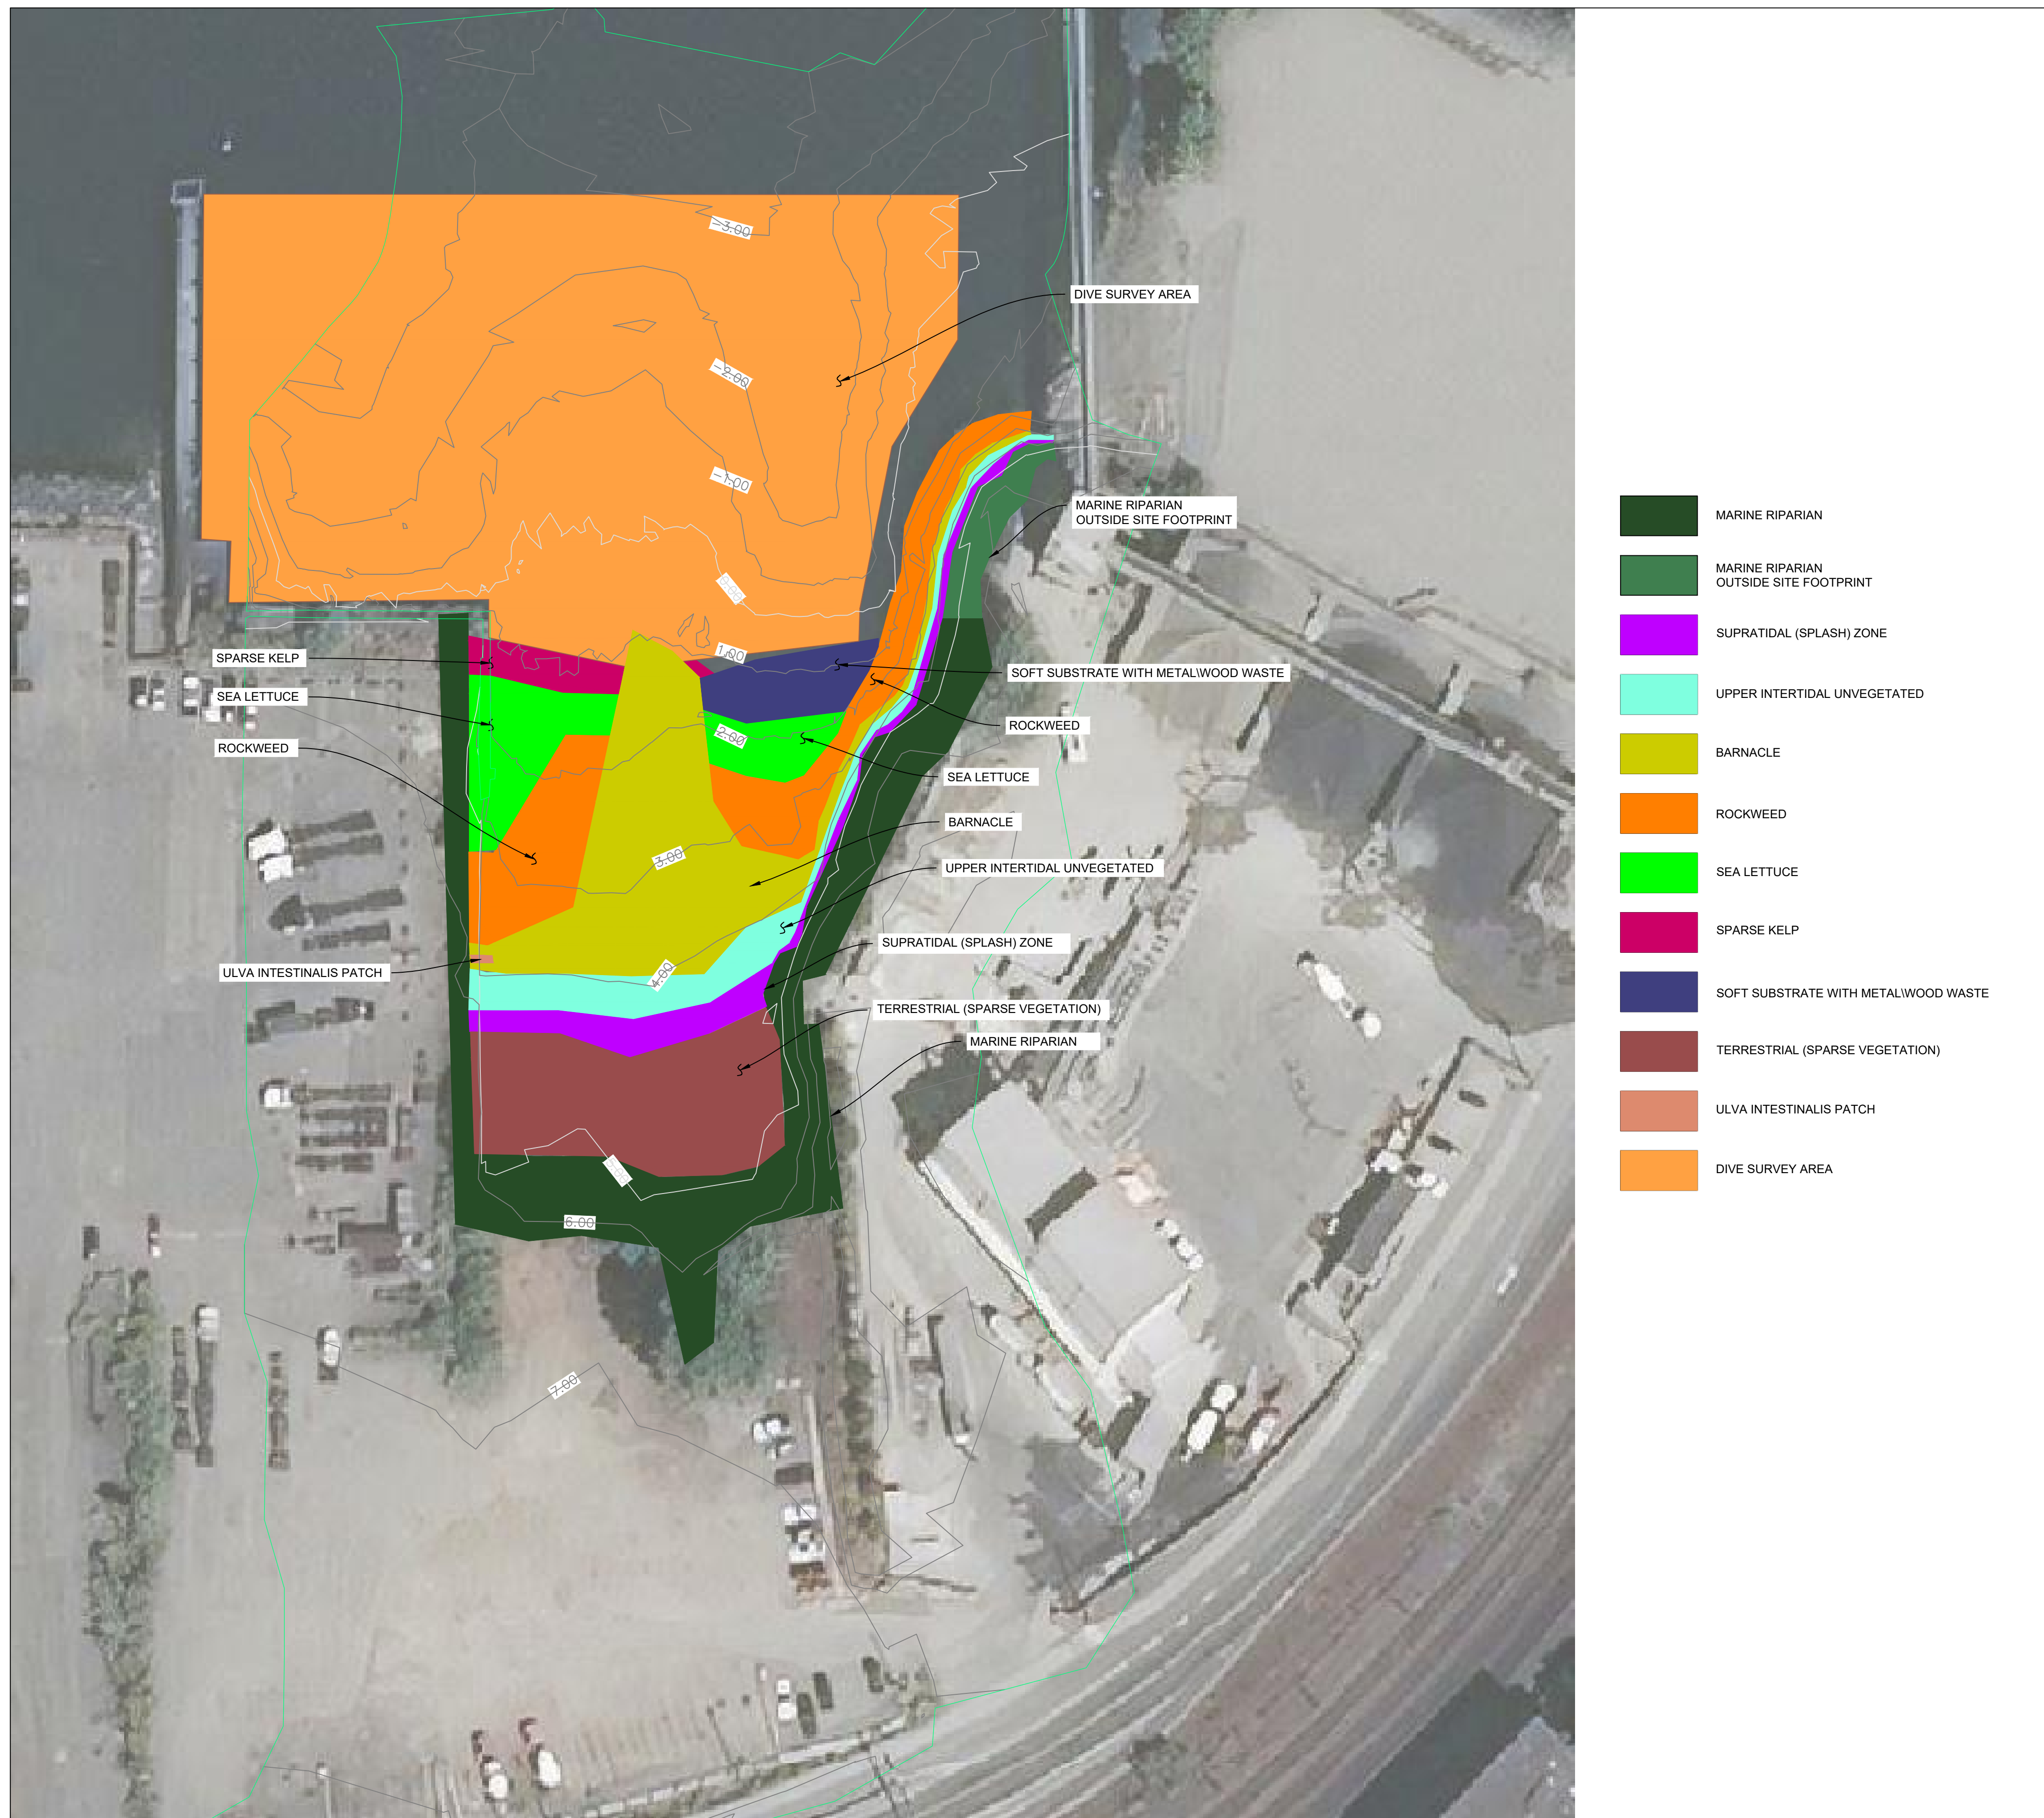 -3.00
DIVE SURVEY AREA
-2.00
-1.00
MARINE RIPARIAN
OUTSIDE SITE FOOTPRINT
1.00
SPARSE KELP
SOFT SUBSTRATE WITH METAL\WOOD WASTE
SEA LETTUCE
ROCKWEED
2.00
ROCKWEED
SEA LETTUCE
BARNACLE
3.00
UPPER INTERTIDAL UNVEGETATED
SUPRATIDAL (SPLASH) ZONE
ULVA INTESTINALIS PATCH
4.00
TERRESTRIAL (SPARSE VEGETATION)
MARINE RIPARIAN
6.00
7.00
MARINE RIPARIAN
MARINE RIPARIAN
OUTSIDE SITE FOOTPRINT
SUPRATIDAL (SPLASH) ZONE
UPPER INTERTIDAL UNVEGETATED
BARNACLE
ROCKWEED
SEA LETTUCE
SPARSE KELP
SOFT SUBSTRATE WITH METAL\WOOD WASTE
TERRESTRIAL (SPARSE VEGETATION)
ULVA INTESTINALIS PATCH
DIVE SURVEY AREA